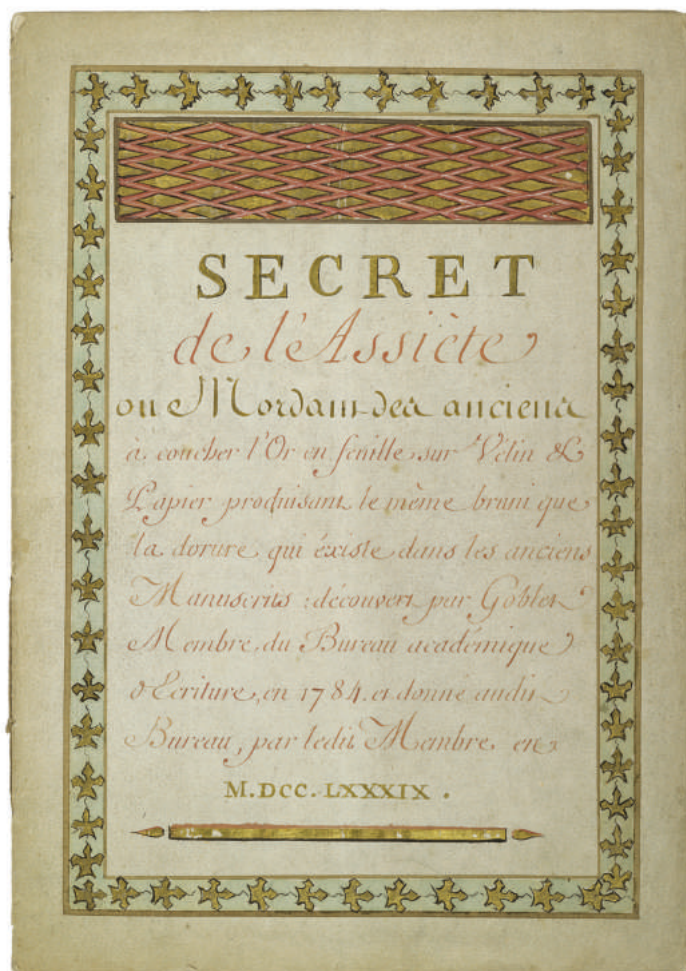 SECRET
de l'Assiète
ou Mordant des anciens
à coucher l'Or en feuille sur Vélin &
Papier produisant le même bruni que
la dorure qui éxiste dans les anciens
Manuscrits : découvert par Goblet
Membre du Bureau académique
d'Ecriture, en 1784. et donné audit
Bureau, par ledit Membre, en
M.DCC.LXXXIX.